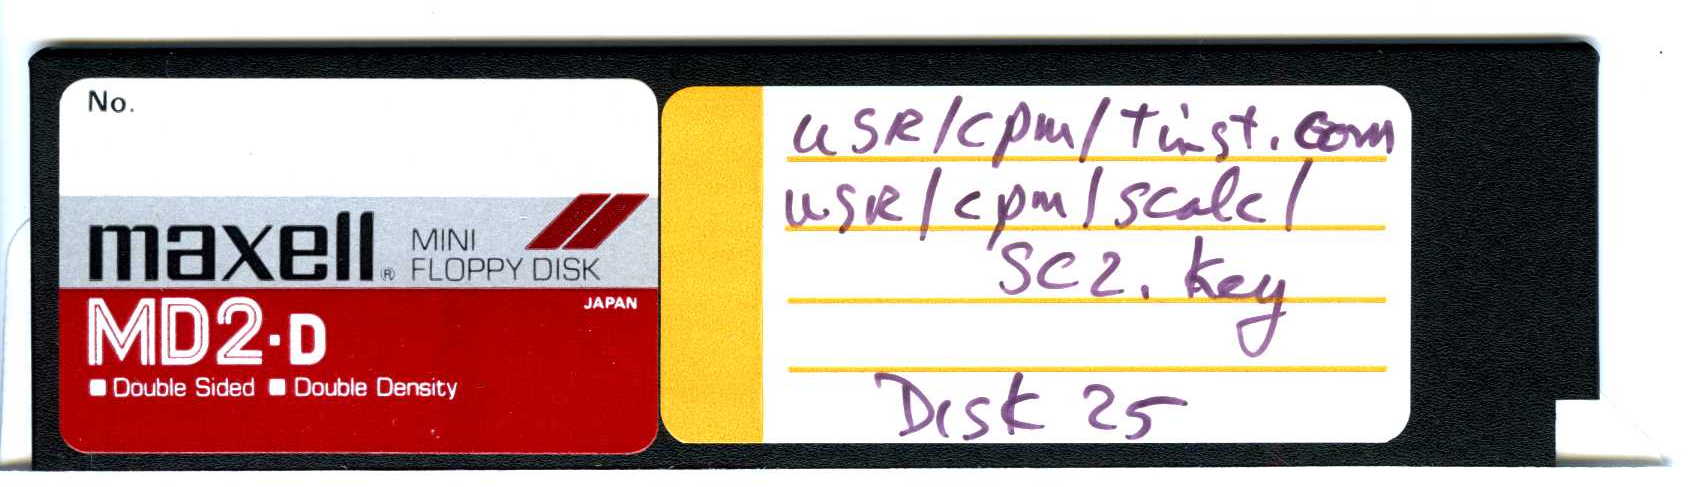 No.
maxell® MINI FLOPPY DISK
JAPAN
MD2-D
Double Sided Double Density
usr/cpm/tinst.com
usr/cpm/scalc/
SC2.key
Disk 25